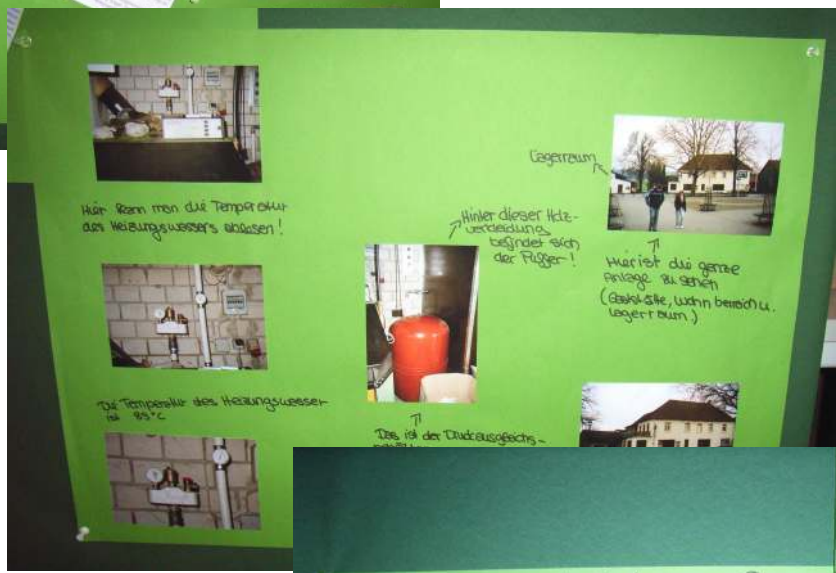 Hier kann man die Temperatur
des Heizungswassers ablesen!
Die Temperatur des Heizungswasser
ist 85°C
Hinter dieser Holz-
verkleidung
befindet sich
der Puffer!
Das ist der Druckausgleichs-
Lagerraum
Hier ist die ganze
Anlage zu sehen
(Gaststätte, Wohnbereich u.
Lagerraum)